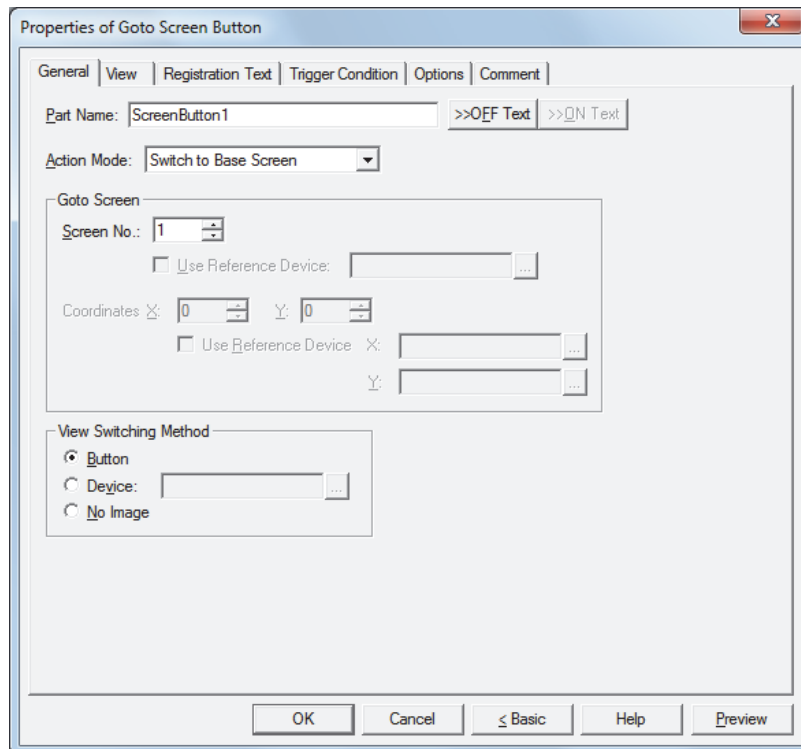 Properties of Goto Screen Button
General View Registration Text Trigger Condition Options Comment
Part Name: ScreenButton1 >>OFF Text >>ON Text
Action Mode: Switch to Base Screen
Goto Screen
Screen No.: 1
Use Reference Device: ...
Coordinates X: 0 Y: 0
Use Reference Device X: ...
Y: ...
View Switching Method
Button
Device: ...
No Image
OK Cancel < Basic Help Preview